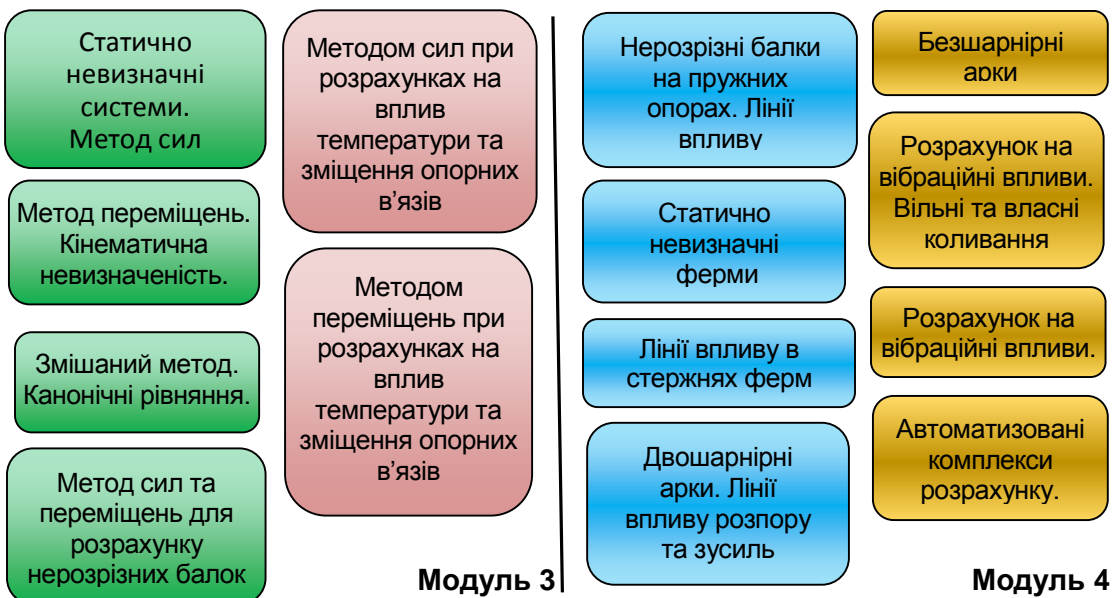 Статично
невизначні
системи.
Метод сил
Метод переміщень.
Кінематична
невизначеність.
Змішаний метод.
Канонічні рівняння.
Метод сил та
переміщень для
розрахунку
нерозрізних балок
Методом сил при
розрахунках на
вплив
температури та
зміщення опорних
в’язів
Методом
переміщень при
розрахунках на
вплив
температури та
зміщення опорних
в’язів
Модуль 3
Нерозрізні балки
на пружних
опорах. Лінії
впливу
Статично
невизначні
ферми
Лінії впливу в
стержнях ферм
Двошарнірні
арки. Лінії
впливу розпору
та зусиль
Безшарнірні
арки
Розрахунок на
вібраційні впливи.
Вільні та власні
коливання
Розрахунок на
вібраційні впливи.
Автоматизовані
комплекси
розрахунку.
Модуль 4